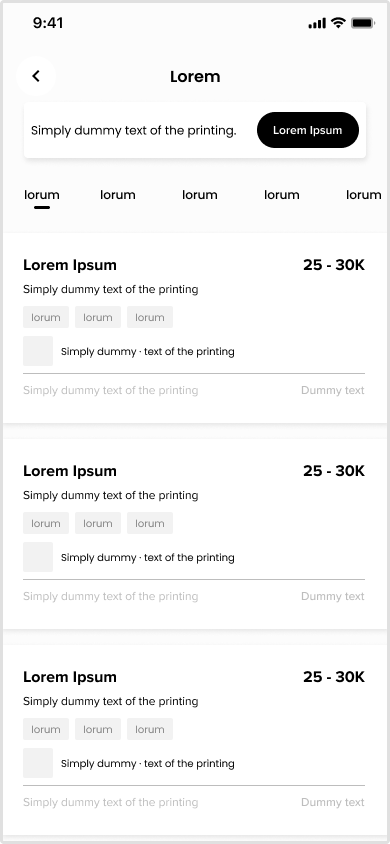 9:41
Lorem
Simply dummy text of the printing. Lorem Ipsum
lorum lorum lorum lorum lorum
Lorem Ipsum 25 - 30K
Simply dummy text of the printing
lorum lorum lorum
Simply dummy · text of the printing
Simply dummy text of the printing Dummy text
Lorem Ipsum 25 - 30K
Simply dummy text of the printing
lorum lorum lorum
Simply dummy · text of the printing
Simply dummy text of the printing Dummy text
Lorem Ipsum 25 - 30K
Simply dummy text of the printing
lorum lorum lorum
Simply dummy · text of the printing
Simply dummy text of the printing Dummy text